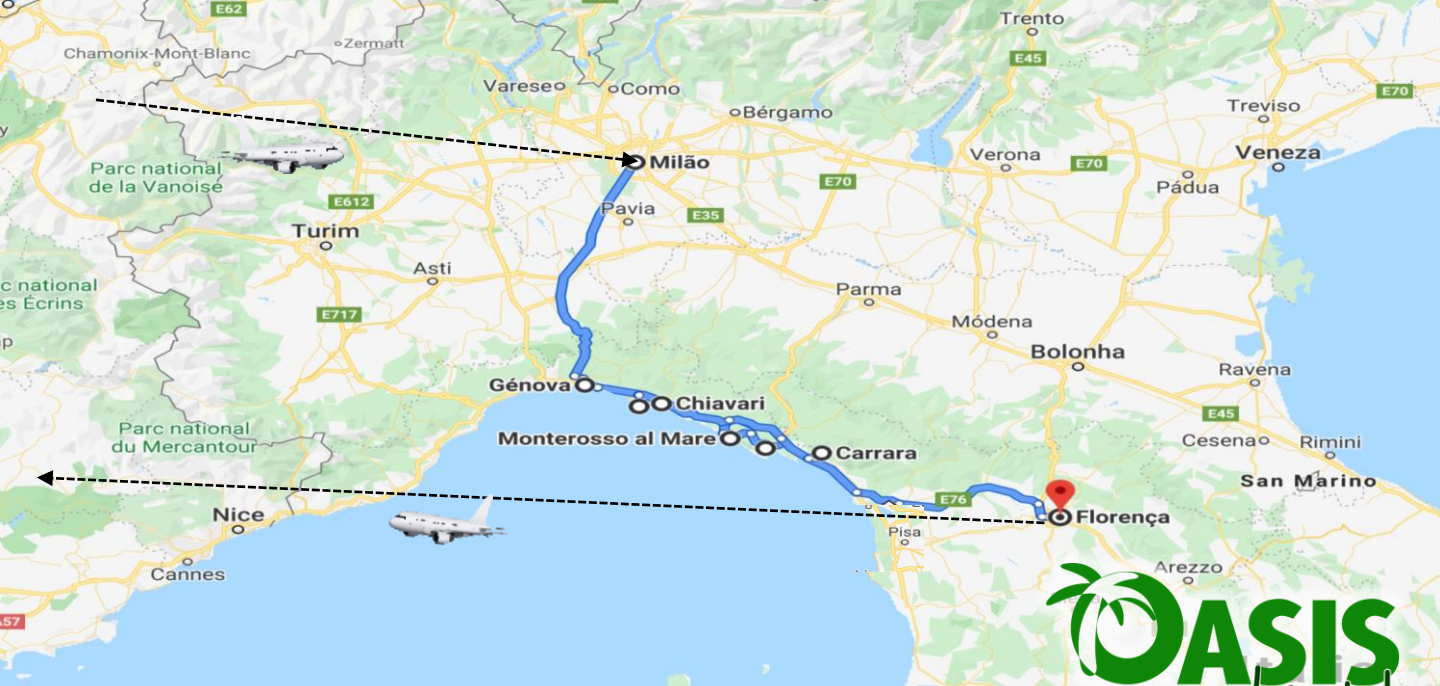 E62
Trento
Chamonix-Mont-Blanc
Zermatt
E45
Varese
Como
E70
Bérgamo
Treviso
Verona
E70
Veneza
Milão
Parc national
de la Vanoise
E70
Pádua
E612
Pavia
E35
Turim
Asti
c national
es Écrins
Parma
E717
Módena
Bolonha
Ravena
Génova
Chiavari
E45
Parc national
du Mercantour
Monterosso al Mare
Carrara
Cesena
Rimini
San Marino
E76
Nice
Florença
Pisa
Cannes
Arezzo
OASIS